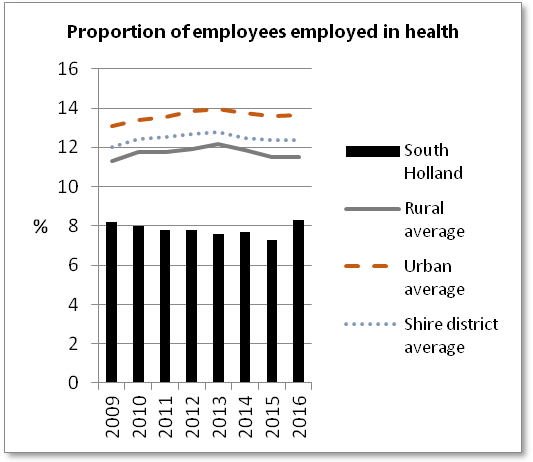 Proportion of employees employed in health
16
14
12
10
8
6
4
2
0
%
2009
2010
2011
2012
2013
2014
2015
2016
South
Holland
Rural
average
Urban
average
Shire district
average